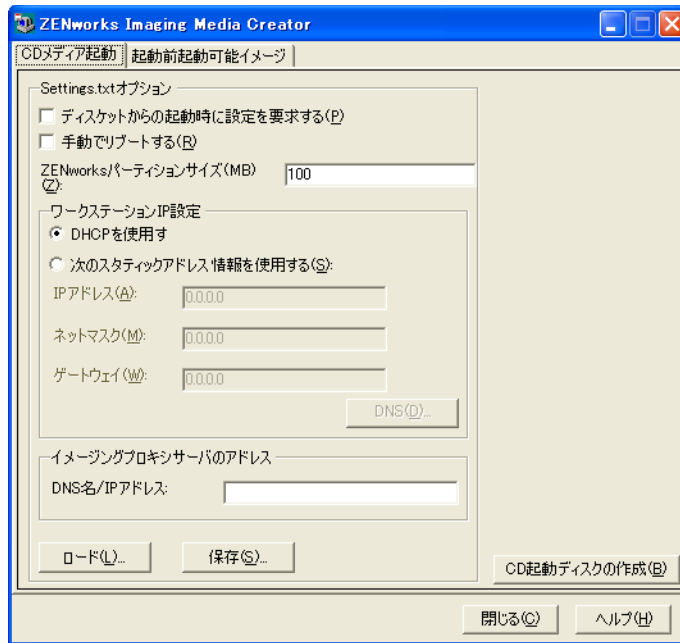 ZENworks Imaging Media Creator
CDメディア起動
起動前起動可能イメージ
Settings.txtオプション
ディスケットからの起動時に設定を要求する(P)
手動でリブートする(R)
ZENworksパーティションサイズ(MB)
(Z):
100
ワークステーションIP設定
DHCPを使用す
次のスタティックアドレス情報を使用する(S):
IPアドレス(A):
0.0.0.0
ネットマスク(M):
0.0.0.0
ゲートウェイ(W):
0.0.0.0
DNS(D)...
イメージングプロキシサーバのアドレス
DNS名/IPアドレス:
ロード(L)...
保存(S)...
CD起動ディスクの作成(B)
閉じる(C)
ヘルプ(H)